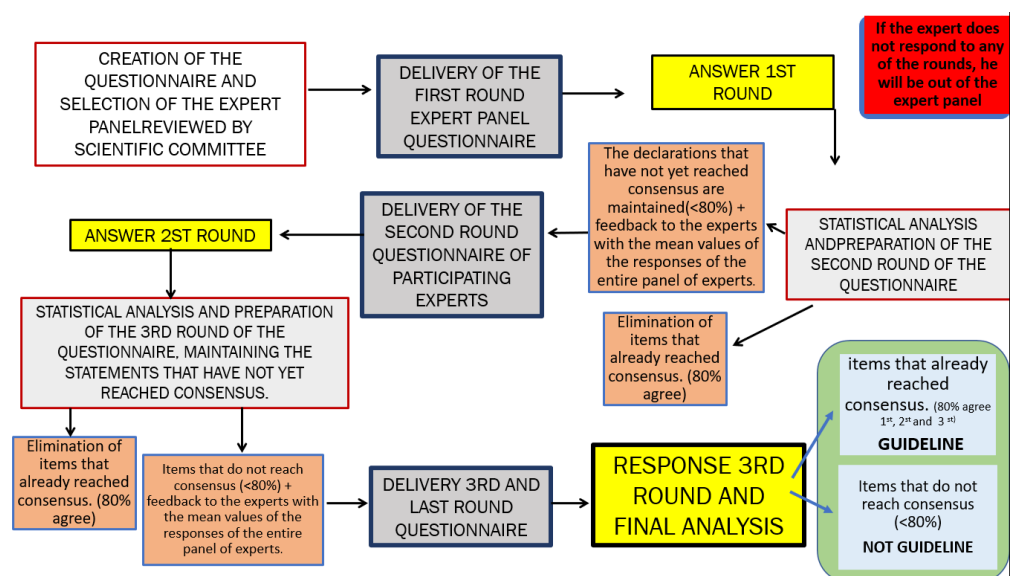 CREATION OF THE
QUESTIONNAIRE AND
SELECTION OF THE EXPERT
PANELREVIEWED BY
SCIENTIFIC COMMITTEE
DELIVERY OF THE
FIRST ROUND
EXPERT PANEL
QUESTIONNAIRE
ANSWER 1ST
ROUND
If the expert does
not respond to any
of the rounds, he
will be out of the
expert panel
The declarations that
have not yet reached
consensus are
maintained(<80%) +
feedback to the experts
with the mean values of
the responses of the
entire panel of experts.
STATISTICAL ANALYSIS
ANDPREPARATION OF THE
SECOND ROUND OF THE
QUESTIONNAIRE
DELIVERY OF THE
SECOND ROUND
QUESTIONNAIRE OF
PARTICIPATING
EXPERTS
ANSWER 2ST ROUND
Elimination of
items that
already reached
consensus. (80%
agree)
STATISTICAL ANALYSIS AND PREPARATION
OF THE 3RD ROUND OF THE
QUESTIONNAIRE, MAINTAINING THE
STATEMENTS THAT HAVE NOT YET
REACHED CONSENSUS.
Elimination of
items that
already reached
consensus. (80%
agree)
Items that do not reach
consensus (<80%) +
feedback to the experts with
the mean values of the
responses of the entire
panel of experts.
DELIVERY 3RD AND
LAST ROUND
QUESTIONNAIRE
RESPONSE 3RD
ROUND AND
FINAL ANALYSIS
items that already
reached
consensus. (80% agree
1st, 2st and 3 st)
GUIDELINE
Items that do not
reach consensus
(<80%)
NOT GUIDELINE